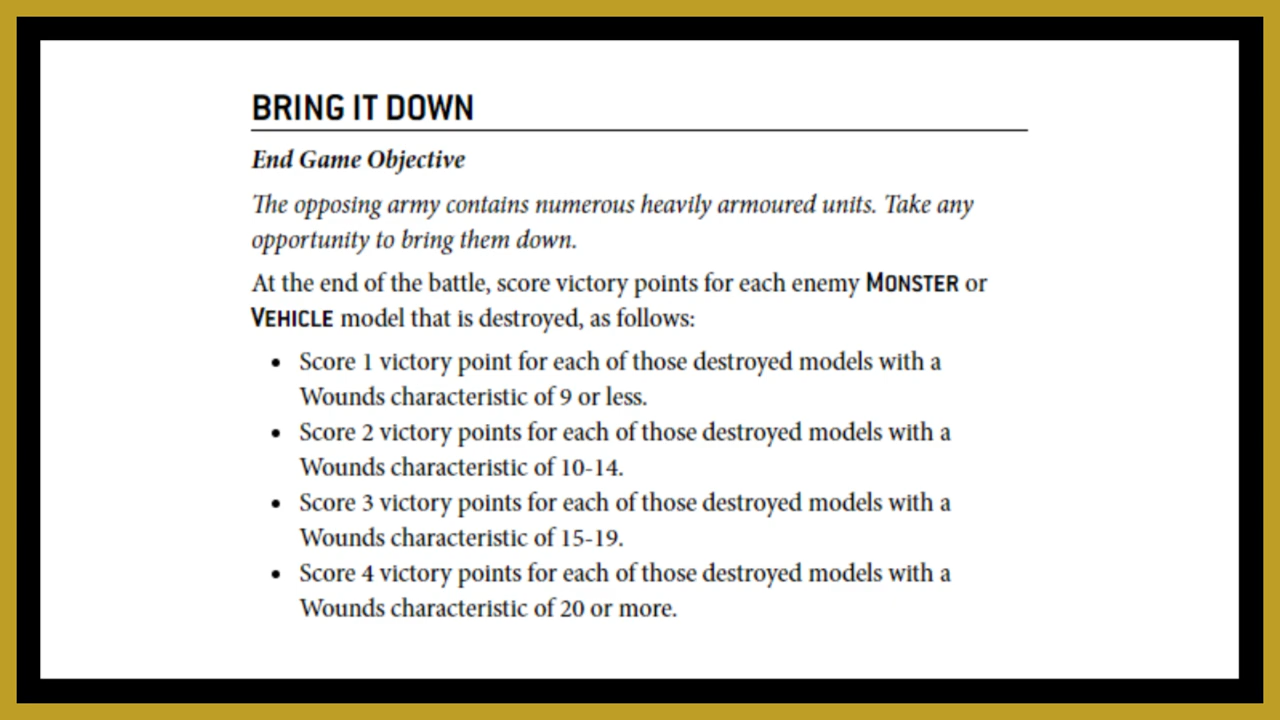 BRING IT DOWN
End Game Objective
The opposing army contains numerous heavily armoured units. Take any
opportunity to bring them down.
At the end of the battle, score victory points for each enemy MONSTER or
VEHICLE model that is destroyed, as follows:
• Score 1 victory point for each of those destroyed models with a
Wounds characteristic of 9 or less.
• Score 2 victory points for each of those destroyed models with a
Wounds characteristic of 10-14.
• Score 3 victory points for each of those destroyed models with a
Wounds characteristic of 15-19.
• Score 4 victory points for each of those destroyed models with a
Wounds characteristic of 20 or more.